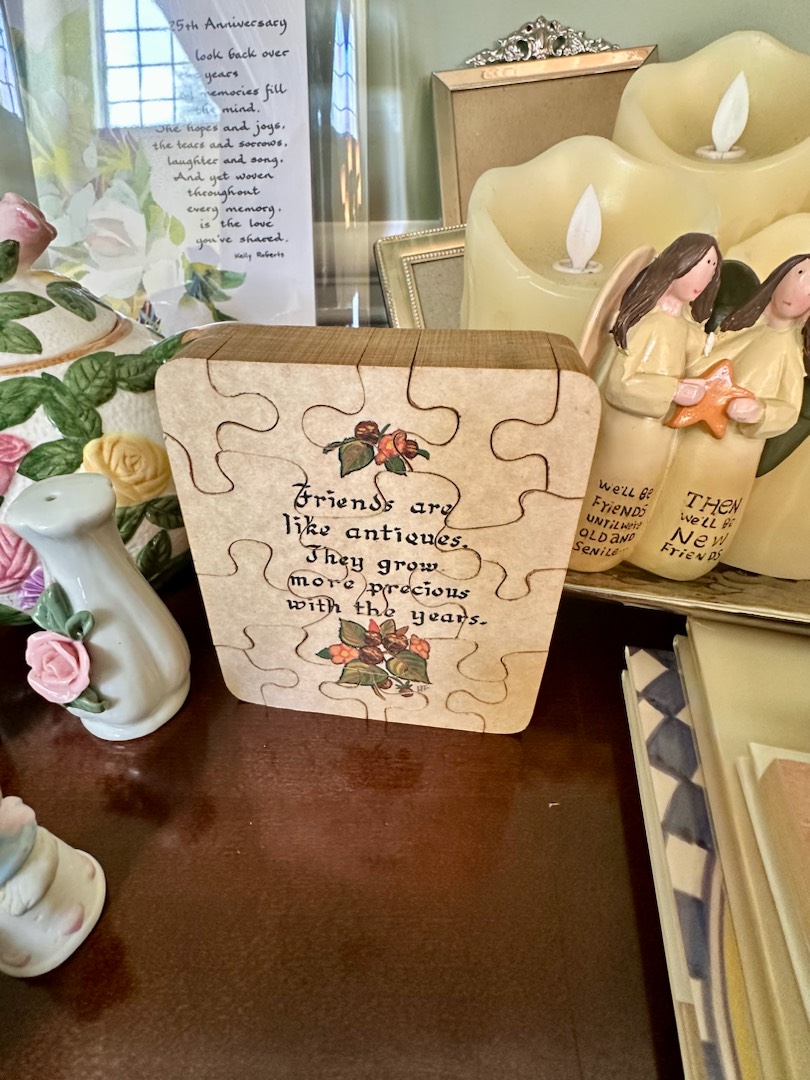 25th Anniversary
look back over
years
memories fill
the mind.
The hopes and joys,
the tears and sorrows,
laughter and song,
And yet woven
throughout
every memory,
is the love
you've shared.
Kelly Roberts
Friends are
like antiques.
They grow
more precious
with the years.
We'll Be
Friends
until we're
old and
senile...
Then
we'll be
New
Friends